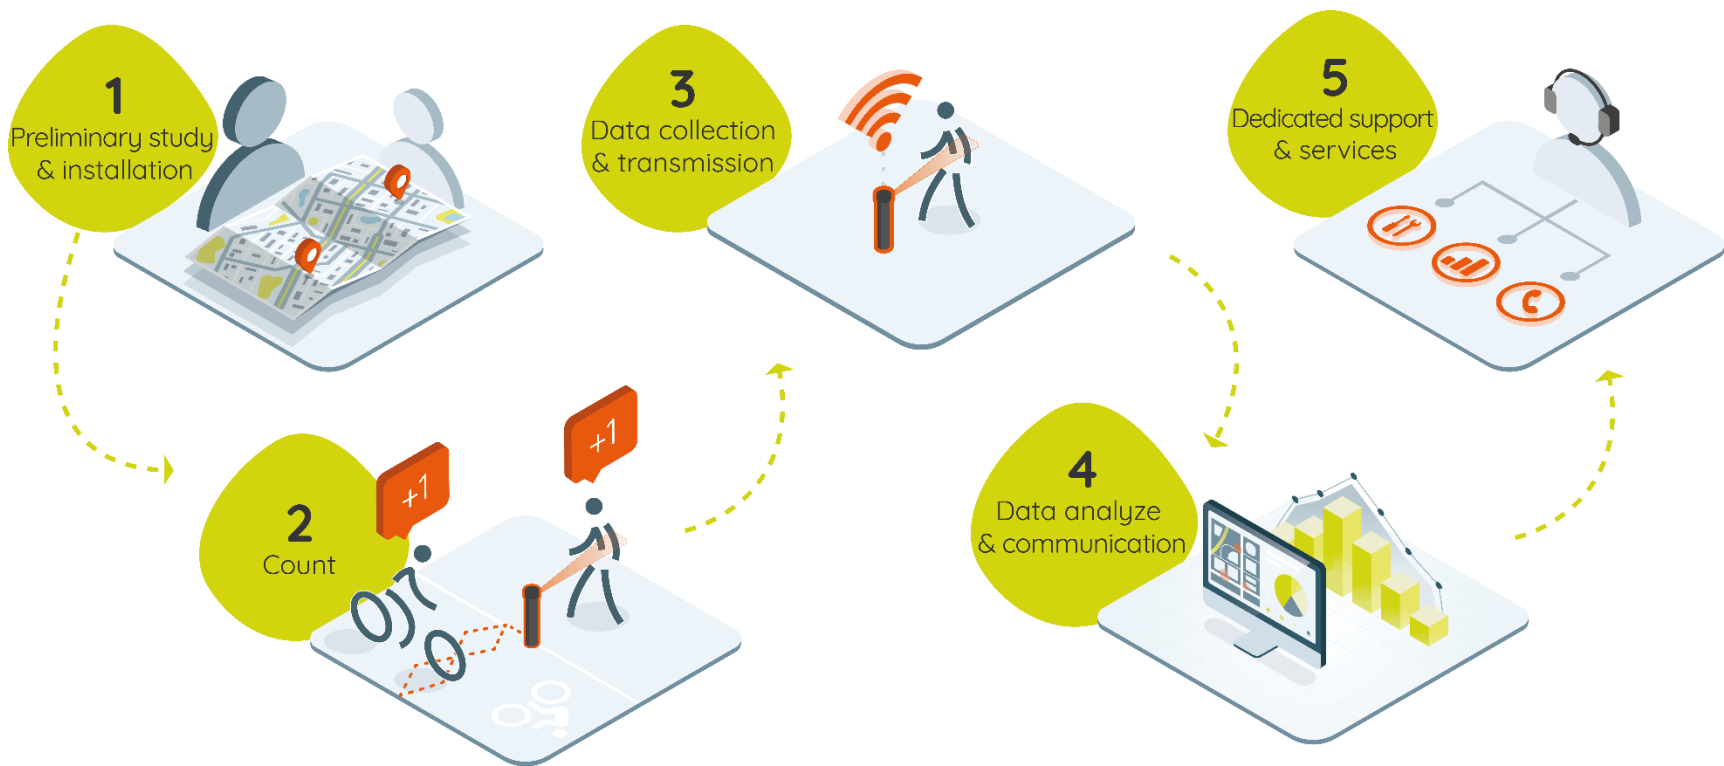 1
Preliminary study
& installation
2
Count
+1
+1
3
Data collection
& transmission
4
Data analyze
& communication
5
Dedicated support
& services